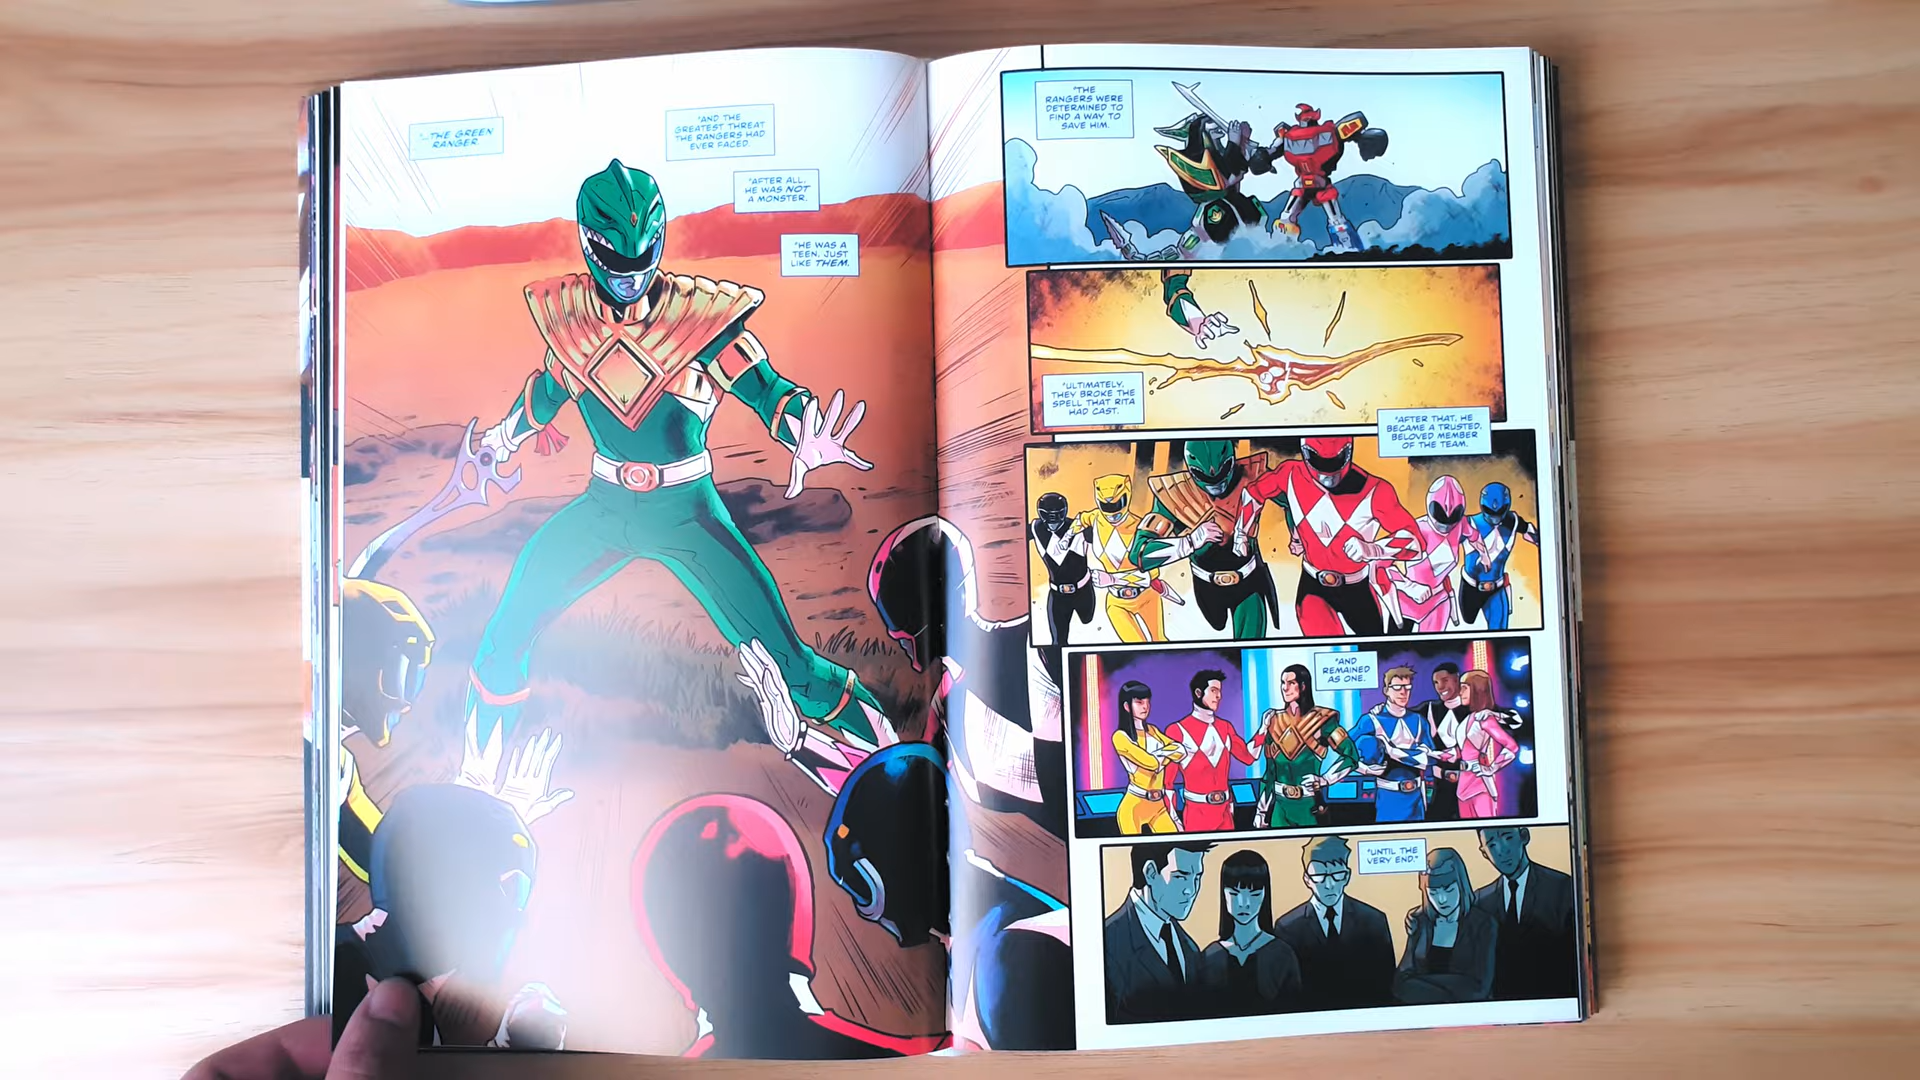 "...THE GREEN
RANGER.
"AND THE
GREATEST THREAT
THE RANGERS HAD
EVER FACED.
"AFTER ALL,
HE WAS NOT
A MONSTER.
"HE WAS A
TEEN, JUST
LIKE THEM.
"THE
RANGERS WERE
DETERMINED TO
FIND A WAY TO
SAVE HIM.
"ULTIMATELY,
THEY BROKE THE
SPELL THAT RITA
HAD CAST.
"AFTER THAT, HE
BECAME A TRUSTED,
BELOVED MEMBER
OF THE TEAM.
"AND
REMAINED
AS ONE.
"UNTIL THE
VERY END."